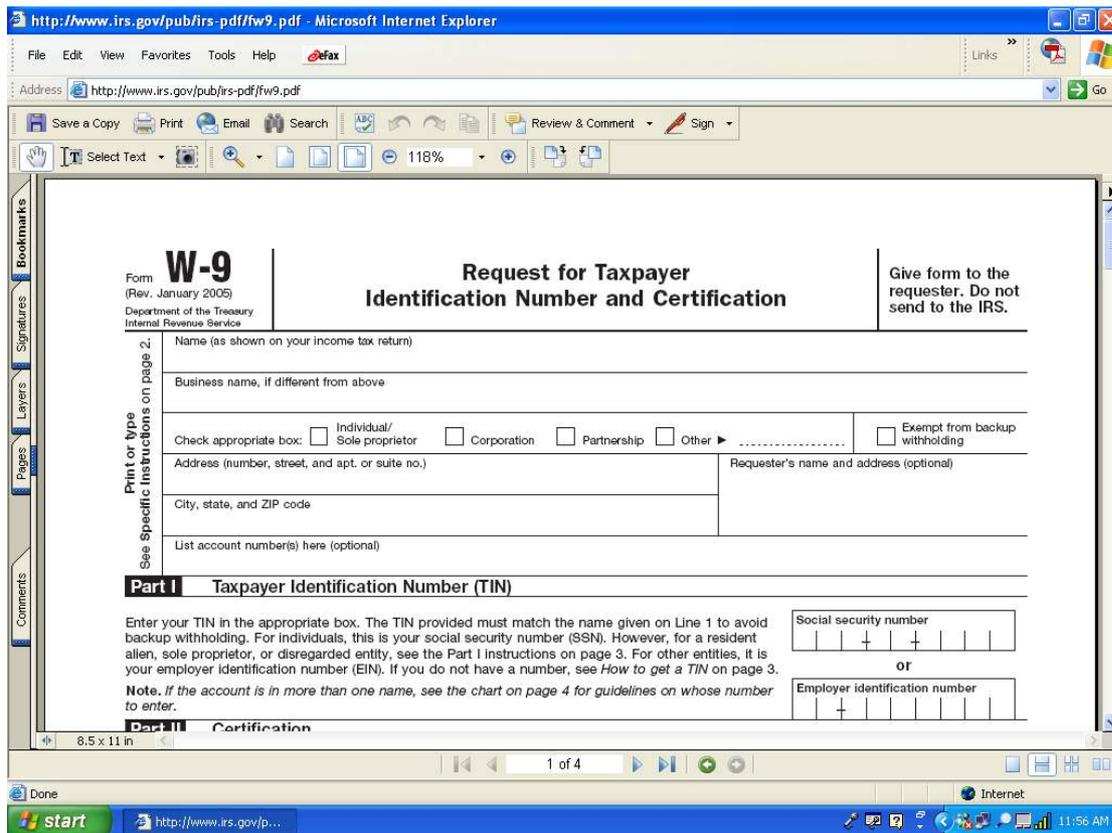 http://www.irs.gov/pub/irs-pdf/fw9.pdf - Microsoft Internet Explorer
File Edit View Favorites Tools Help eFax Links »
Address http://www.irs.gov/pub/irs-pdf/fw9.pdf Go
Save a Copy Print Email Search ABC Review & Comment Sign
T Select Text 118%
Bookmarks
Signatures
Layers
Pages
Comments
Form W-9
(Rev. January 2005)
Department of the Treasury
Internal Revenue Service
Request for Taxpayer
Identification Number and Certification
Give form to the
requester. Do not
send to the IRS.
Print or type
See Specific Instructions on page 2.
Name (as shown on your income tax return)
Business name, if different from above
Check appropriate box: Individual/ Sole proprietor Corporation Partnership Other ▶ Exempt from backup withholding
Address (number, street, and apt. or suite no.)
Requester's name and address (optional)
City, state, and ZIP code
List account number(s) here (optional)
Part I Taxpayer Identification Number (TIN)
Enter your TIN in the appropriate box. The TIN provided must match the name given on Line 1 to avoid
backup withholding. For individuals, this is your social security number (SSN). However, for a resident
alien, sole proprietor, or disregarded entity, see the Part I instructions on page 3. For other entities, it is
your employer identification number (EIN). If you do not have a number, see How to get a TIN on page 3.
Note. If the account is in more than one name, see the chart on page 4 for guidelines on whose number
to enter.
Social security number
or
Employer identification number
Part II Certification
8.5 x 11 in
1 of 4
Done Internet
start http://www.irs.gov/p... 11:56 AM